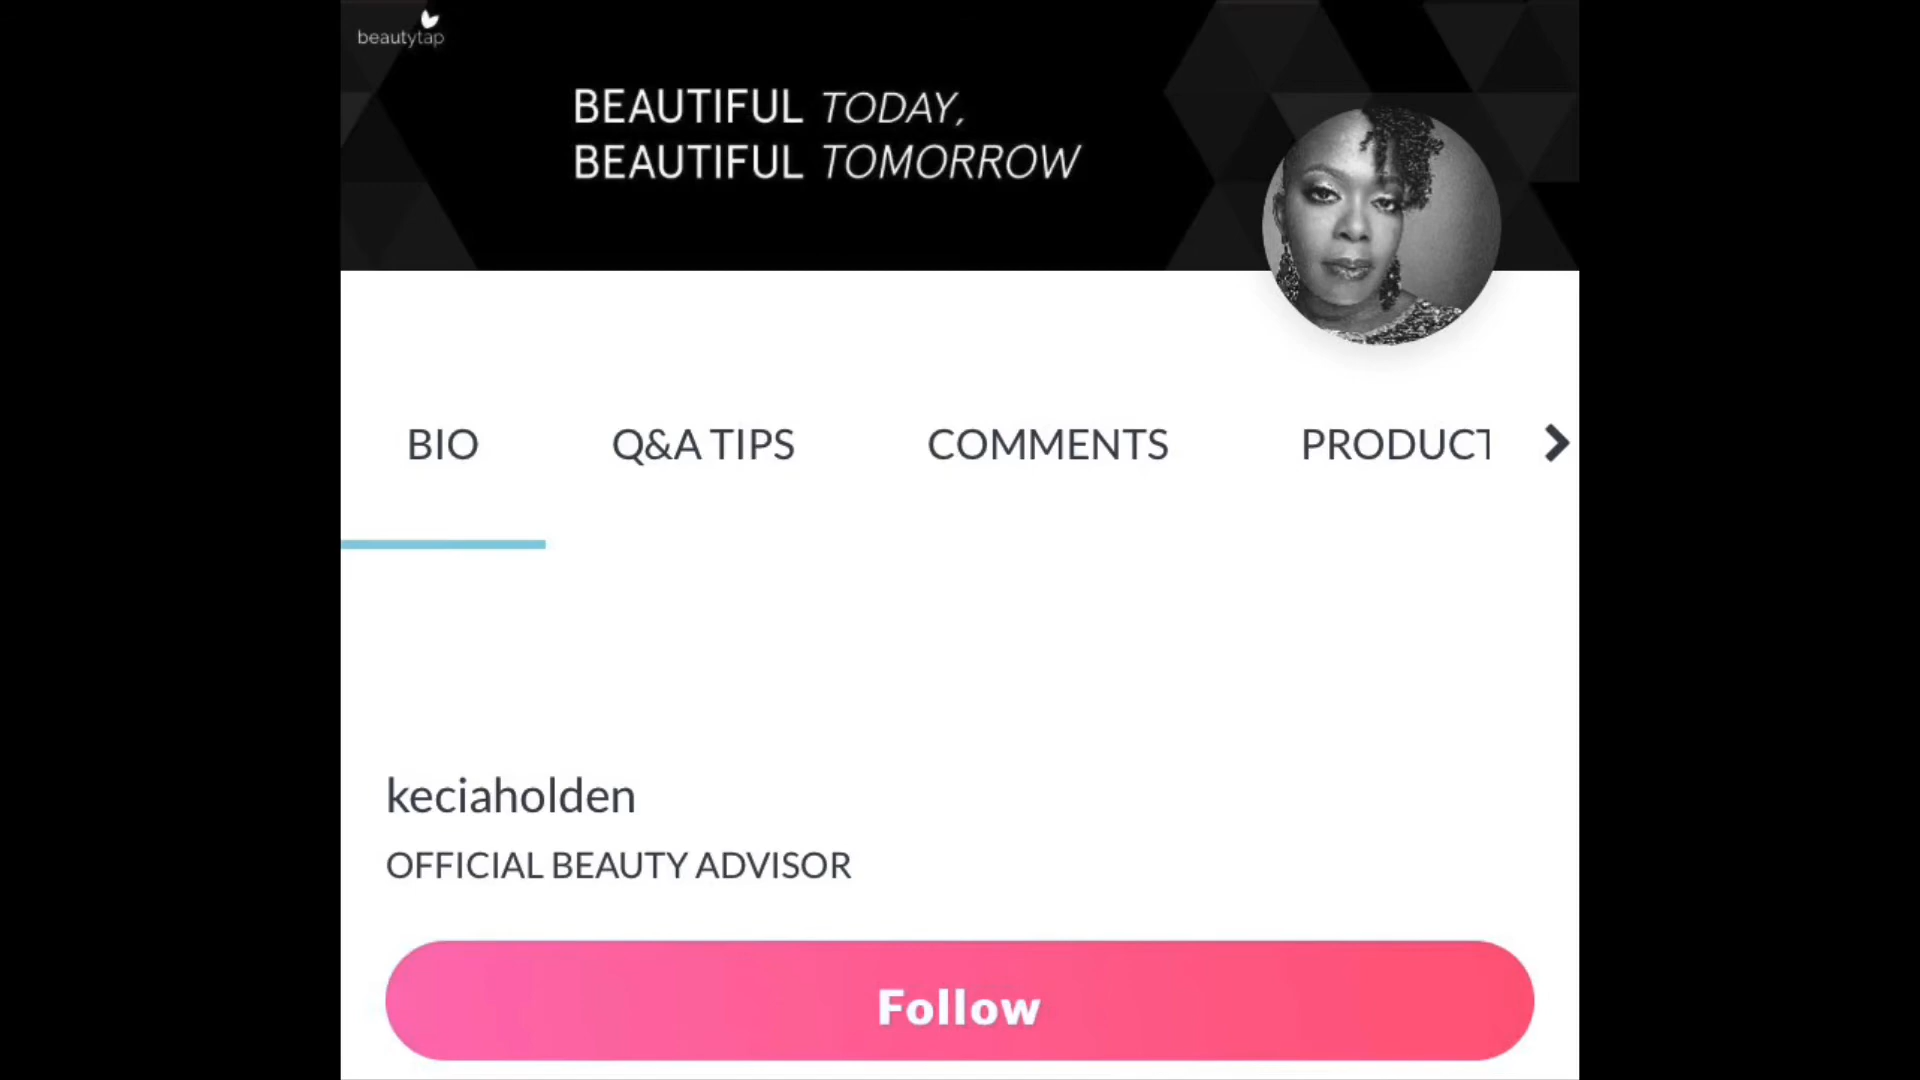 beautytap
BEAUTIFUL TODAY,
BEAUTIFUL TOMORROW
BIO
Q&A TIPS
COMMENTS
PRODUCT
keciaholden
OFFICIAL BEAUTY ADVISOR
Follow